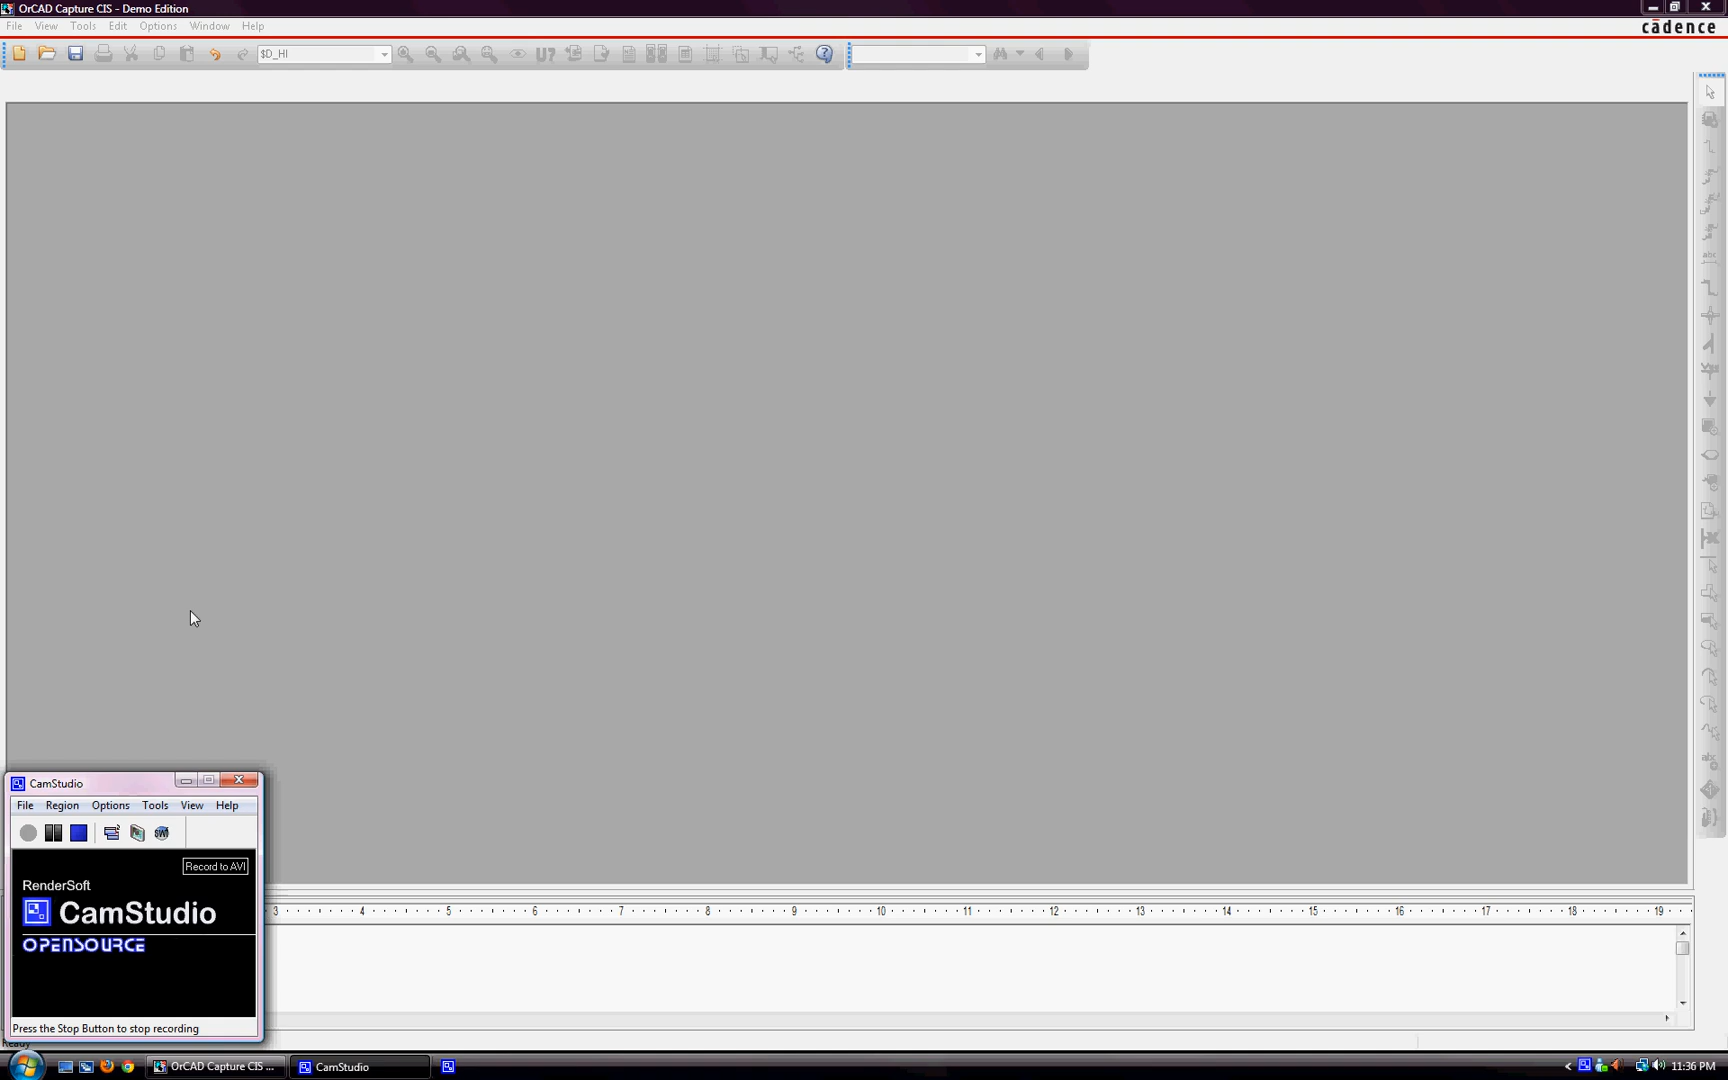 OrCAD Capture CIS - Demo Edition
File View Tools Edit Options Window Help
cādence
$D_HI
U?
abc
CamStudio
File Region Options Tools View Help
SWF
Record to AVI
RenderSoft
CamStudio
OPENSOURCE
Press the Stop Button to stop recording
3 4 5 6 7 8 9 10 11 12 13 14 15 16 17 18 19
OrCAD Capture CIS ...
CamStudio
11:36 PM